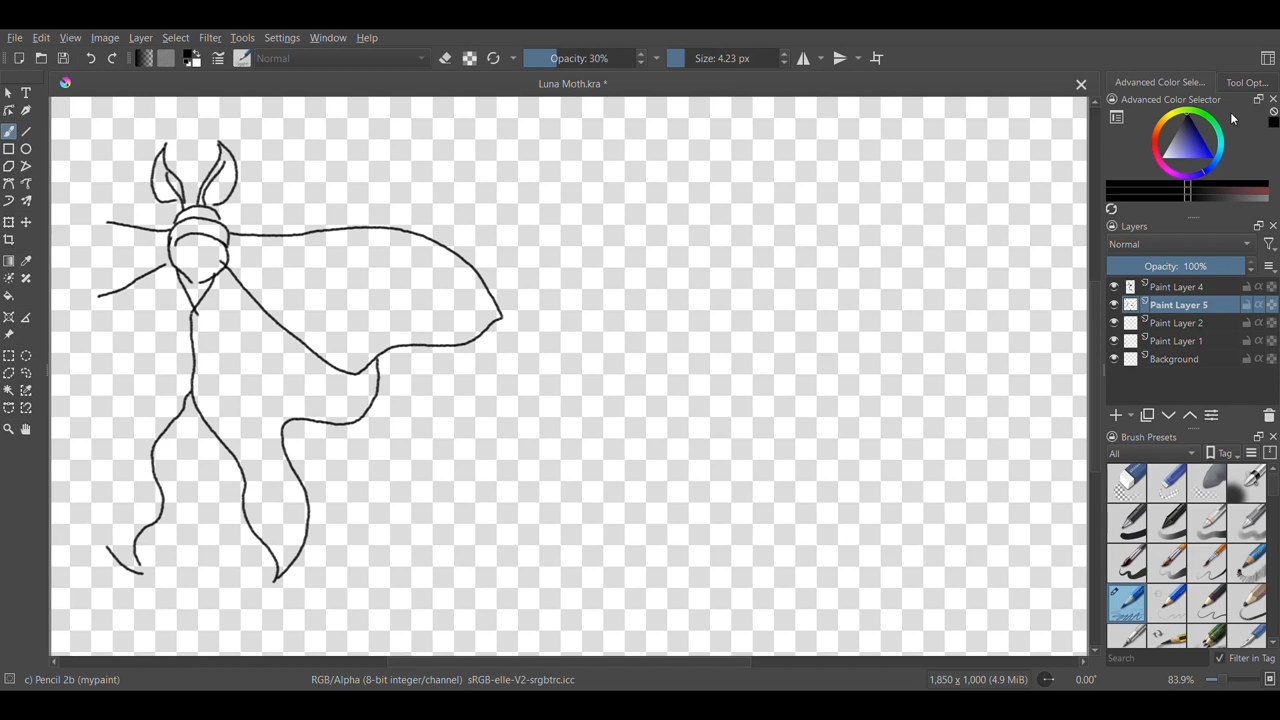 File Edit View Image Layer Select Filter Tools Settings Window Help
Normal Opacity: 30% Size: 4.23 px
Luna Moth.kra *
Advanced Color Sele... Tool Opt...
Advanced Color Selector
Layers
Normal
Opacity: 100%
Paint Layer 4
Paint Layer 5
Paint Layer 2
Paint Layer 1
Background
Brush Presets
All Tag
Search Filter in Tag
c) Pencil 2b (mypaint) RGB/Alpha (8-bit integer/channel) sRGB-elle-V2-srgbtrc.icc 1,850 x 1,000 (4.9 MiB) 0.00° 83.9%